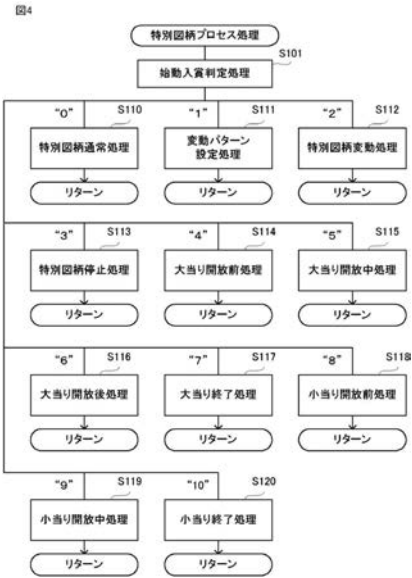 図4
特別図柄プロセス処理
S101
始動入賞判定処理
“0” S110 “1” S111 “2” S112
特別図柄通常処理
変動パターン
設定処理
特別図柄変動処理
リターン リターン リターン
“3” S113 “4” S114 “5” S115
特別図柄停止処理 大当り開放前処理 大当り開放中処理
リターン リターン リターン
“6” S116 “7” S117 “8” S118
大当り開放後処理 大当り終了処理 小当り開放前処理
リターン リターン リターン
“9” S119 “10” S120
小当り開放中処理 小当り終了処理
リターン リターン